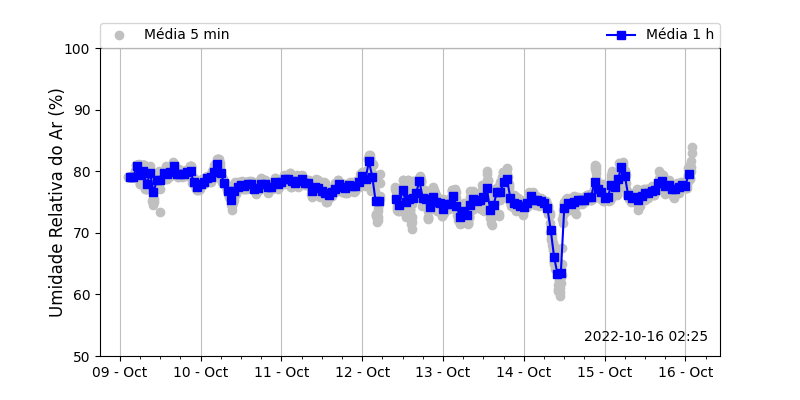 Média 5 min
Média 1 h
Umidade Relativa do Ar (%)
100
90
80
70
60
50
2022-10-16 02:25
09 - Oct
10 - Oct
11 - Oct
12 - Oct
13 - Oct
14 - Oct
15 - Oct
16 - Oct